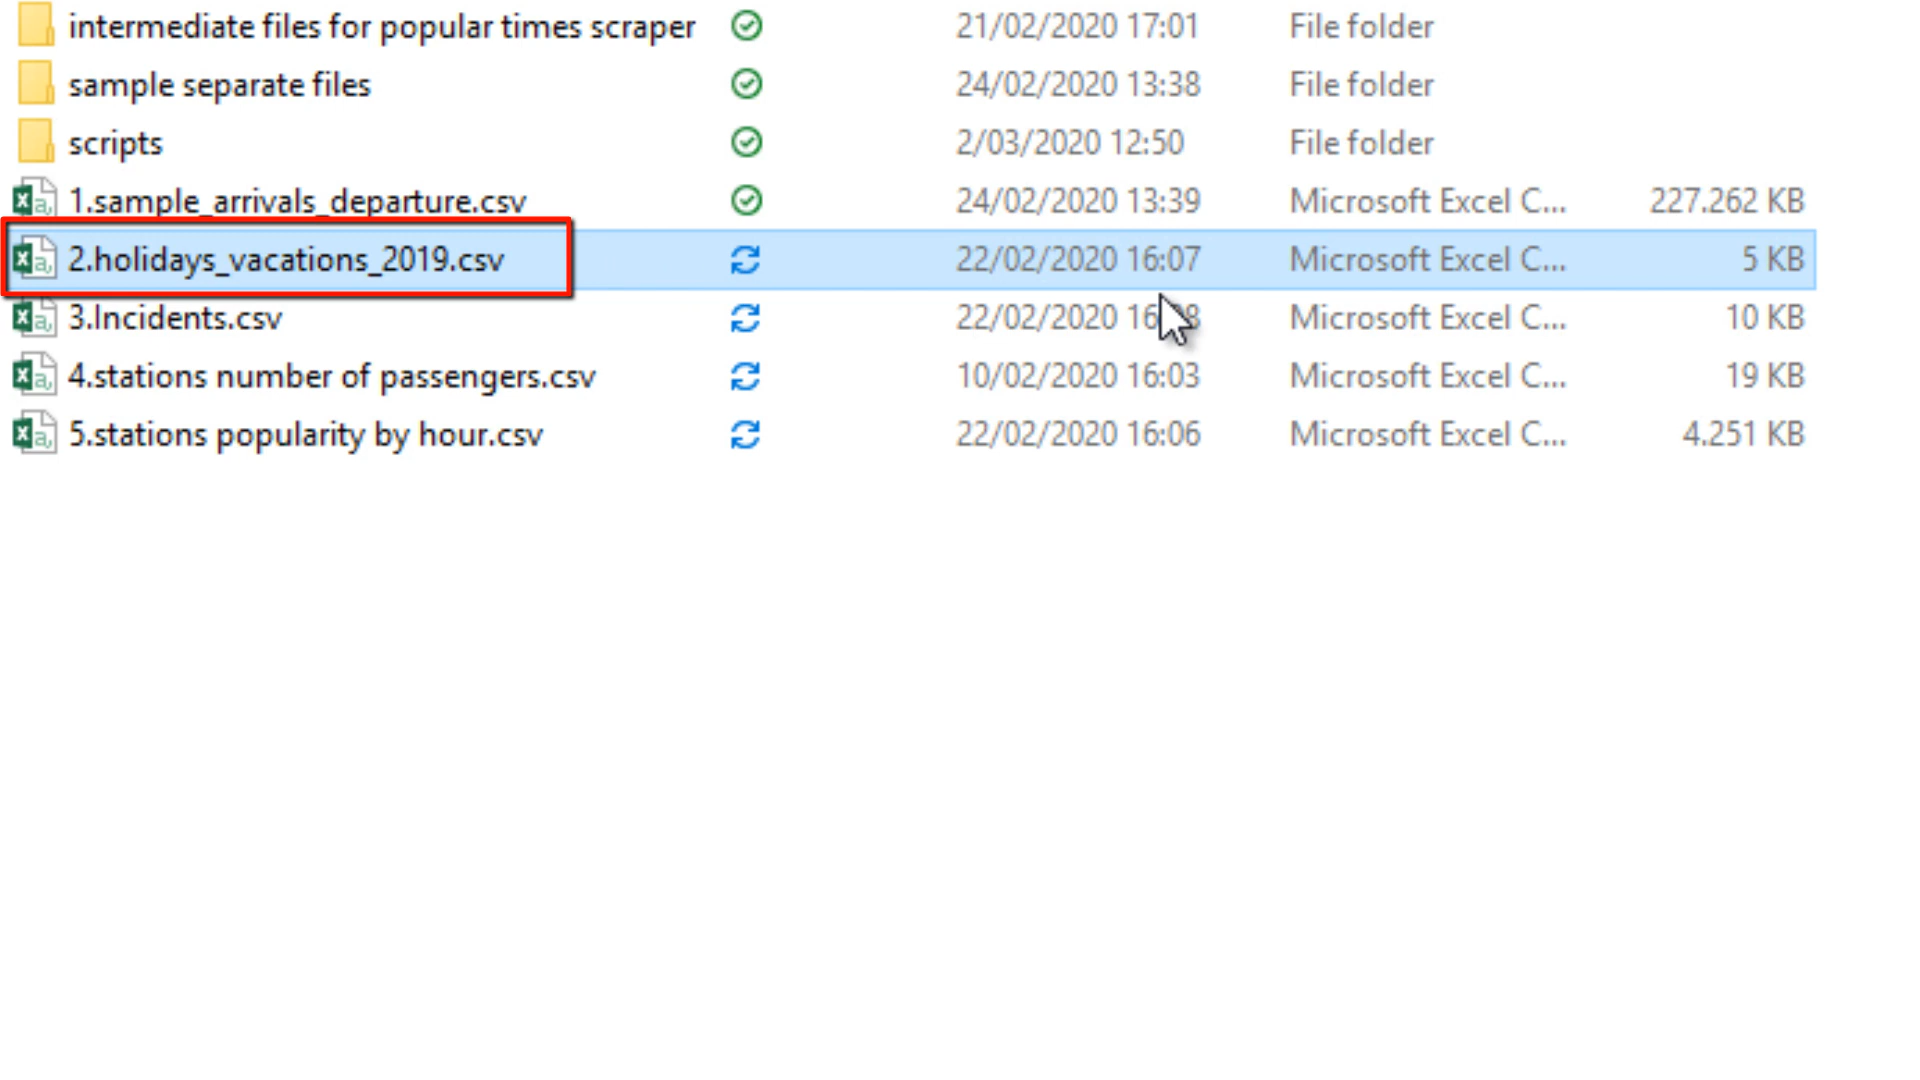 intermediate files for popular times scraper 21/02/2020 17:01 File folder
sample separate files 24/02/2020 13:38 File folder
scripts 2/03/2020 12:50 File folder
1.sample_arrivals_departure.csv 24/02/2020 13:39 Microsoft Excel C... 227.262 KB
2.holidays_vacations_2019.csv 22/02/2020 16:07 Microsoft Excel C... 5 KB
3.Incidents.csv 22/02/2020 Microsoft Excel C... 10 KB
4.stations number of passengers.csv 10/02/2020 16:03 Microsoft Excel C... 19 KB
5.stations popularity by hour.csv 22/02/2020 16:06 Microsoft Excel C... 4.251 KB